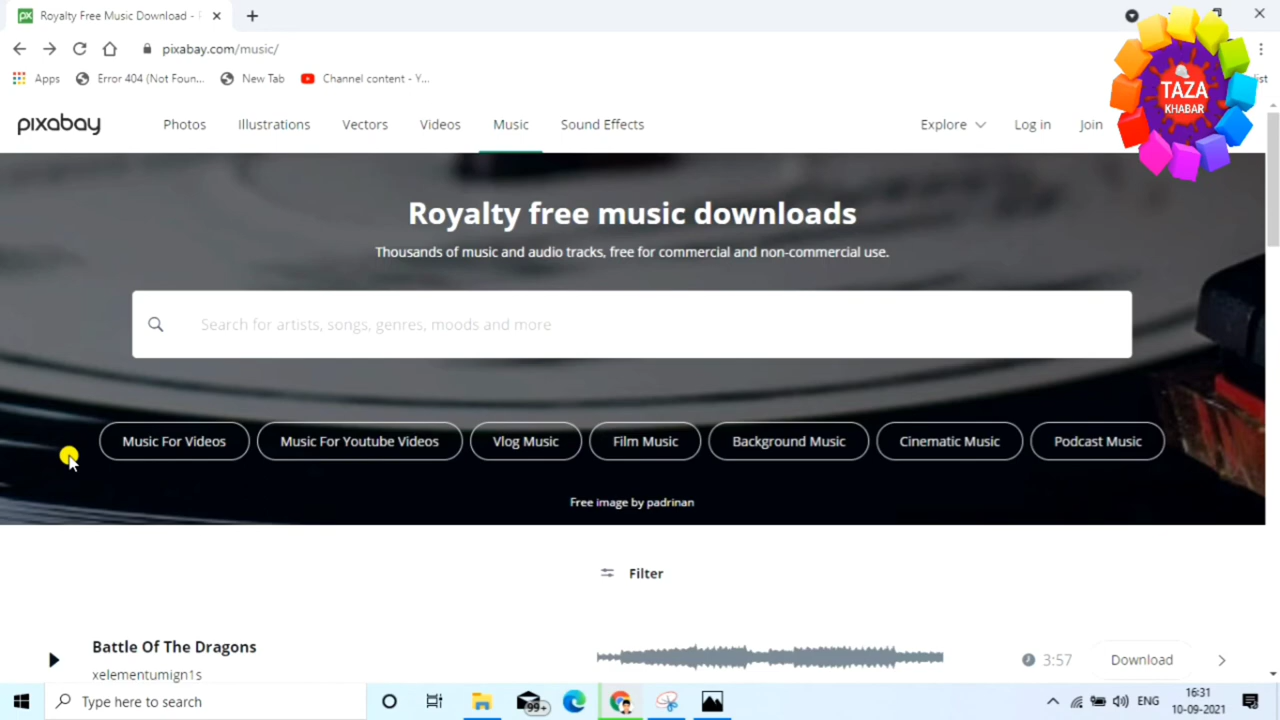 Royalty Free Music Download -
pixabay.com/music/
Apps
Error 404 (Not Foun...
New Tab
Channel content - Y...
TAZA
KHABAR
pixabay
Photos
Illustrations
Vectors
Videos
Music
Sound Effects
Explore
Log in
Join
Royalty free music downloads
Thousands of music and audio tracks, free for commercial and non-commercial use.
Search for artists, songs, genres, moods and more
Music For Videos
Music For Youtube Videos
Vlog Music
Film Music
Background Music
Cinematic Music
Podcast Music
Free image by padrinan
Filter
Battle Of The Dragons
xelementumign1s
3:57
Download
Type here to search
99+
ENG
16:31
10-09-2021